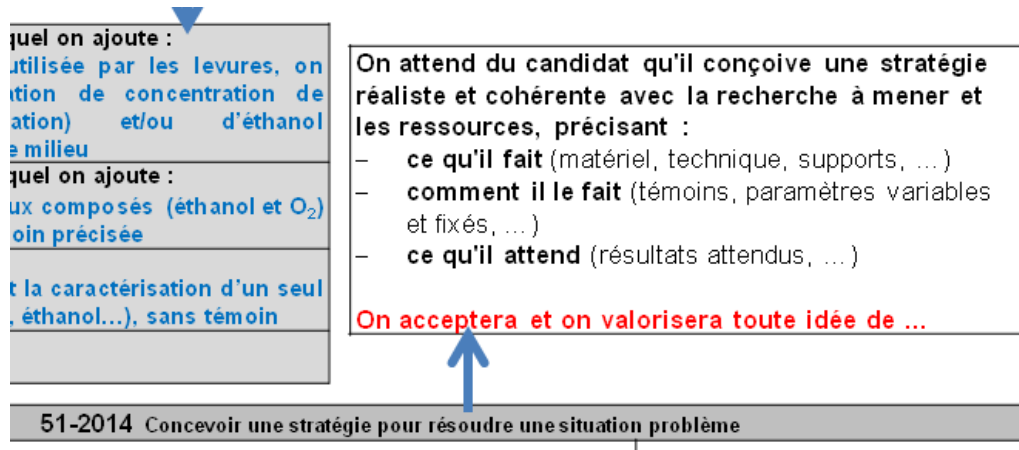 quel on ajoute :
utilisée par les levures, on
ation de concentration de
ation) et/ou d'éthanol
e milieu
quel on ajoute :
ux composés (éthanol et O₂)
oin précisée
t la caractérisation d'un seul
, éthanol...), sans témoin
On attend du candidat qu'il conçoive une stratégie
réaliste et cohérente avec la recherche à mener et
les ressources, précisant :
– ce qu'il fait (matériel, technique, supports, ...)
– comment il le fait (témoins, paramètres variables
et fixés, ...)
– ce qu'il attend (résultats attendus, ...)
On acceptera et on valorisera toute idée de ...
51-2014 Concevoir une stratégie pour résoudre une situation problème